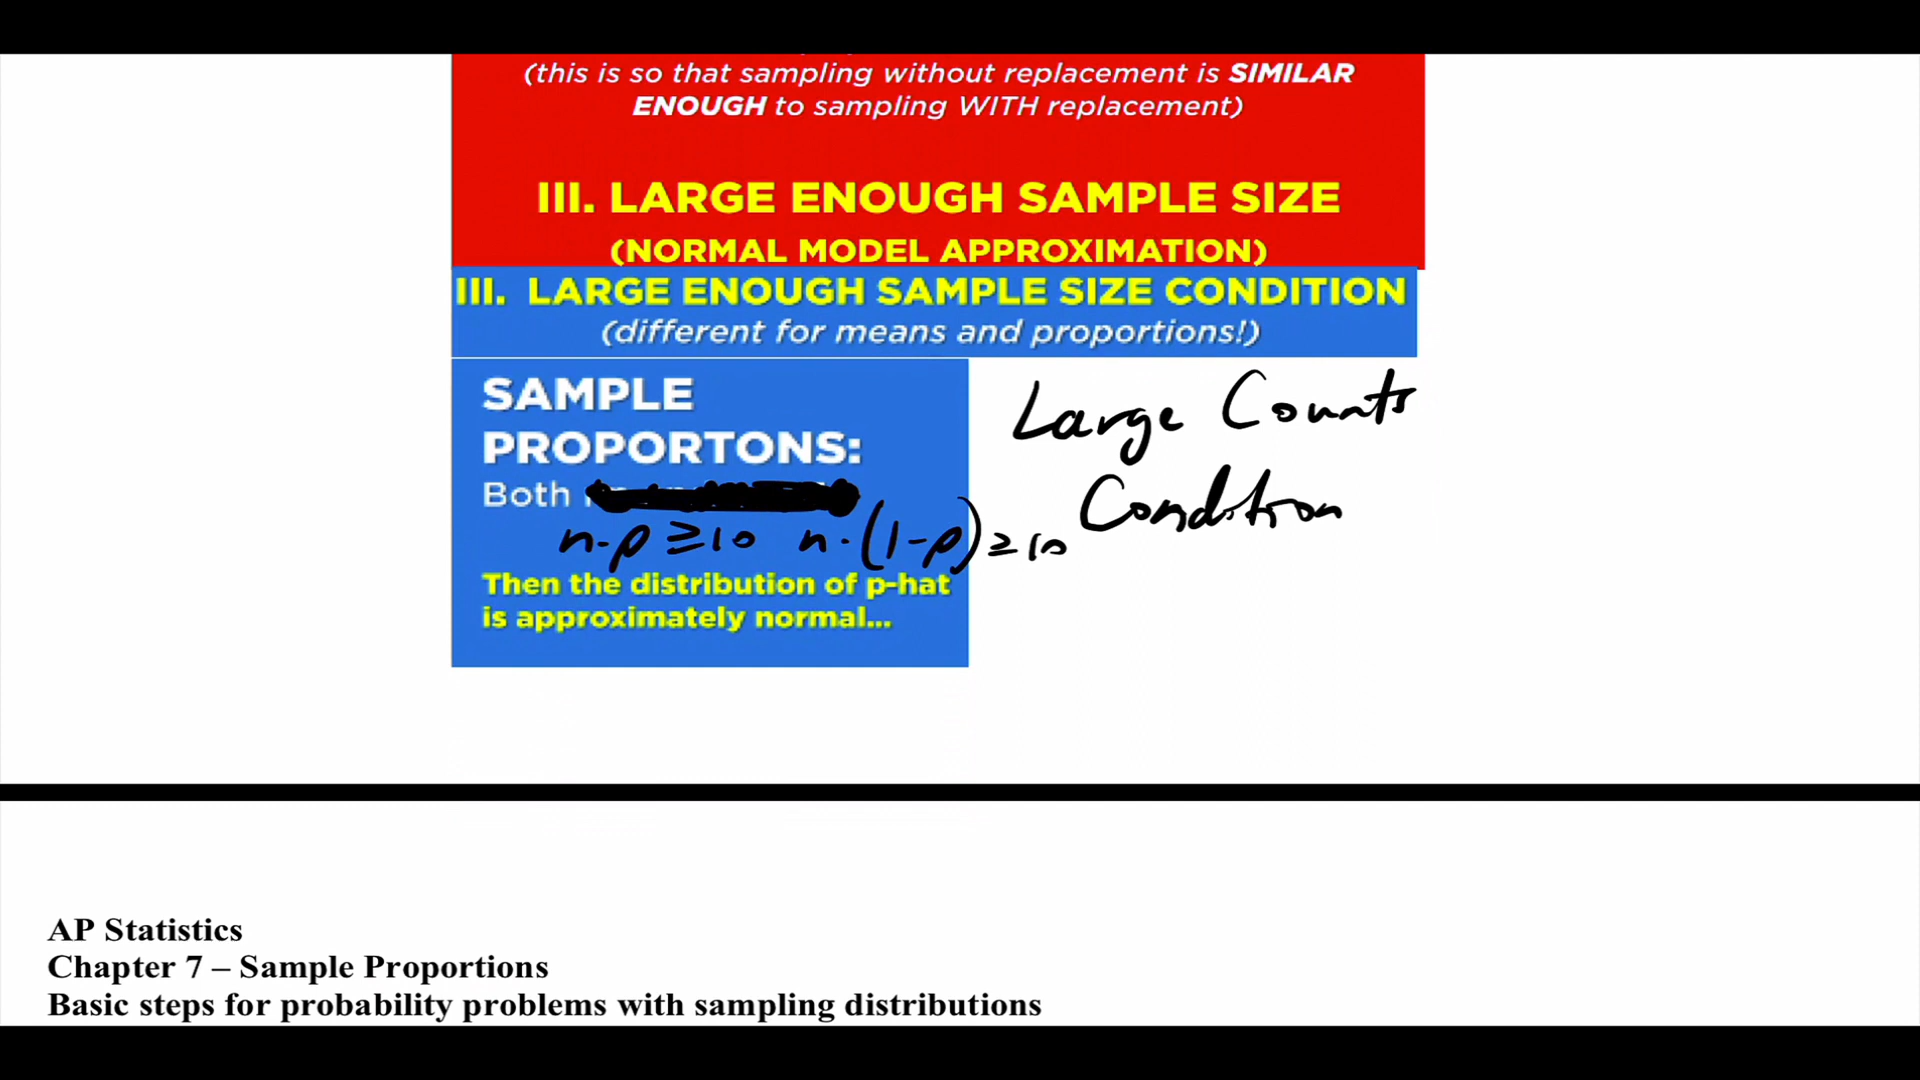 (this is so that sampling without replacement is SIMILAR
ENOUGH to sampling WITH replacement)
III. LARGE ENOUGH SAMPLE SIZE
(NORMAL MODEL APPROXIMATION)
III. LARGE ENOUGH SAMPLE SIZE CONDITION
(different for means and proportions!)
SAMPLE
PROPORTONS:
Both
n·p ≥ 10 n·(1-p) ≥ 10
Then the distribution of p-hat
is approximately normal...
Large Counts
Condition
AP Statistics
Chapter 7 – Sample Proportions
Basic steps for probability problems with sampling distributions